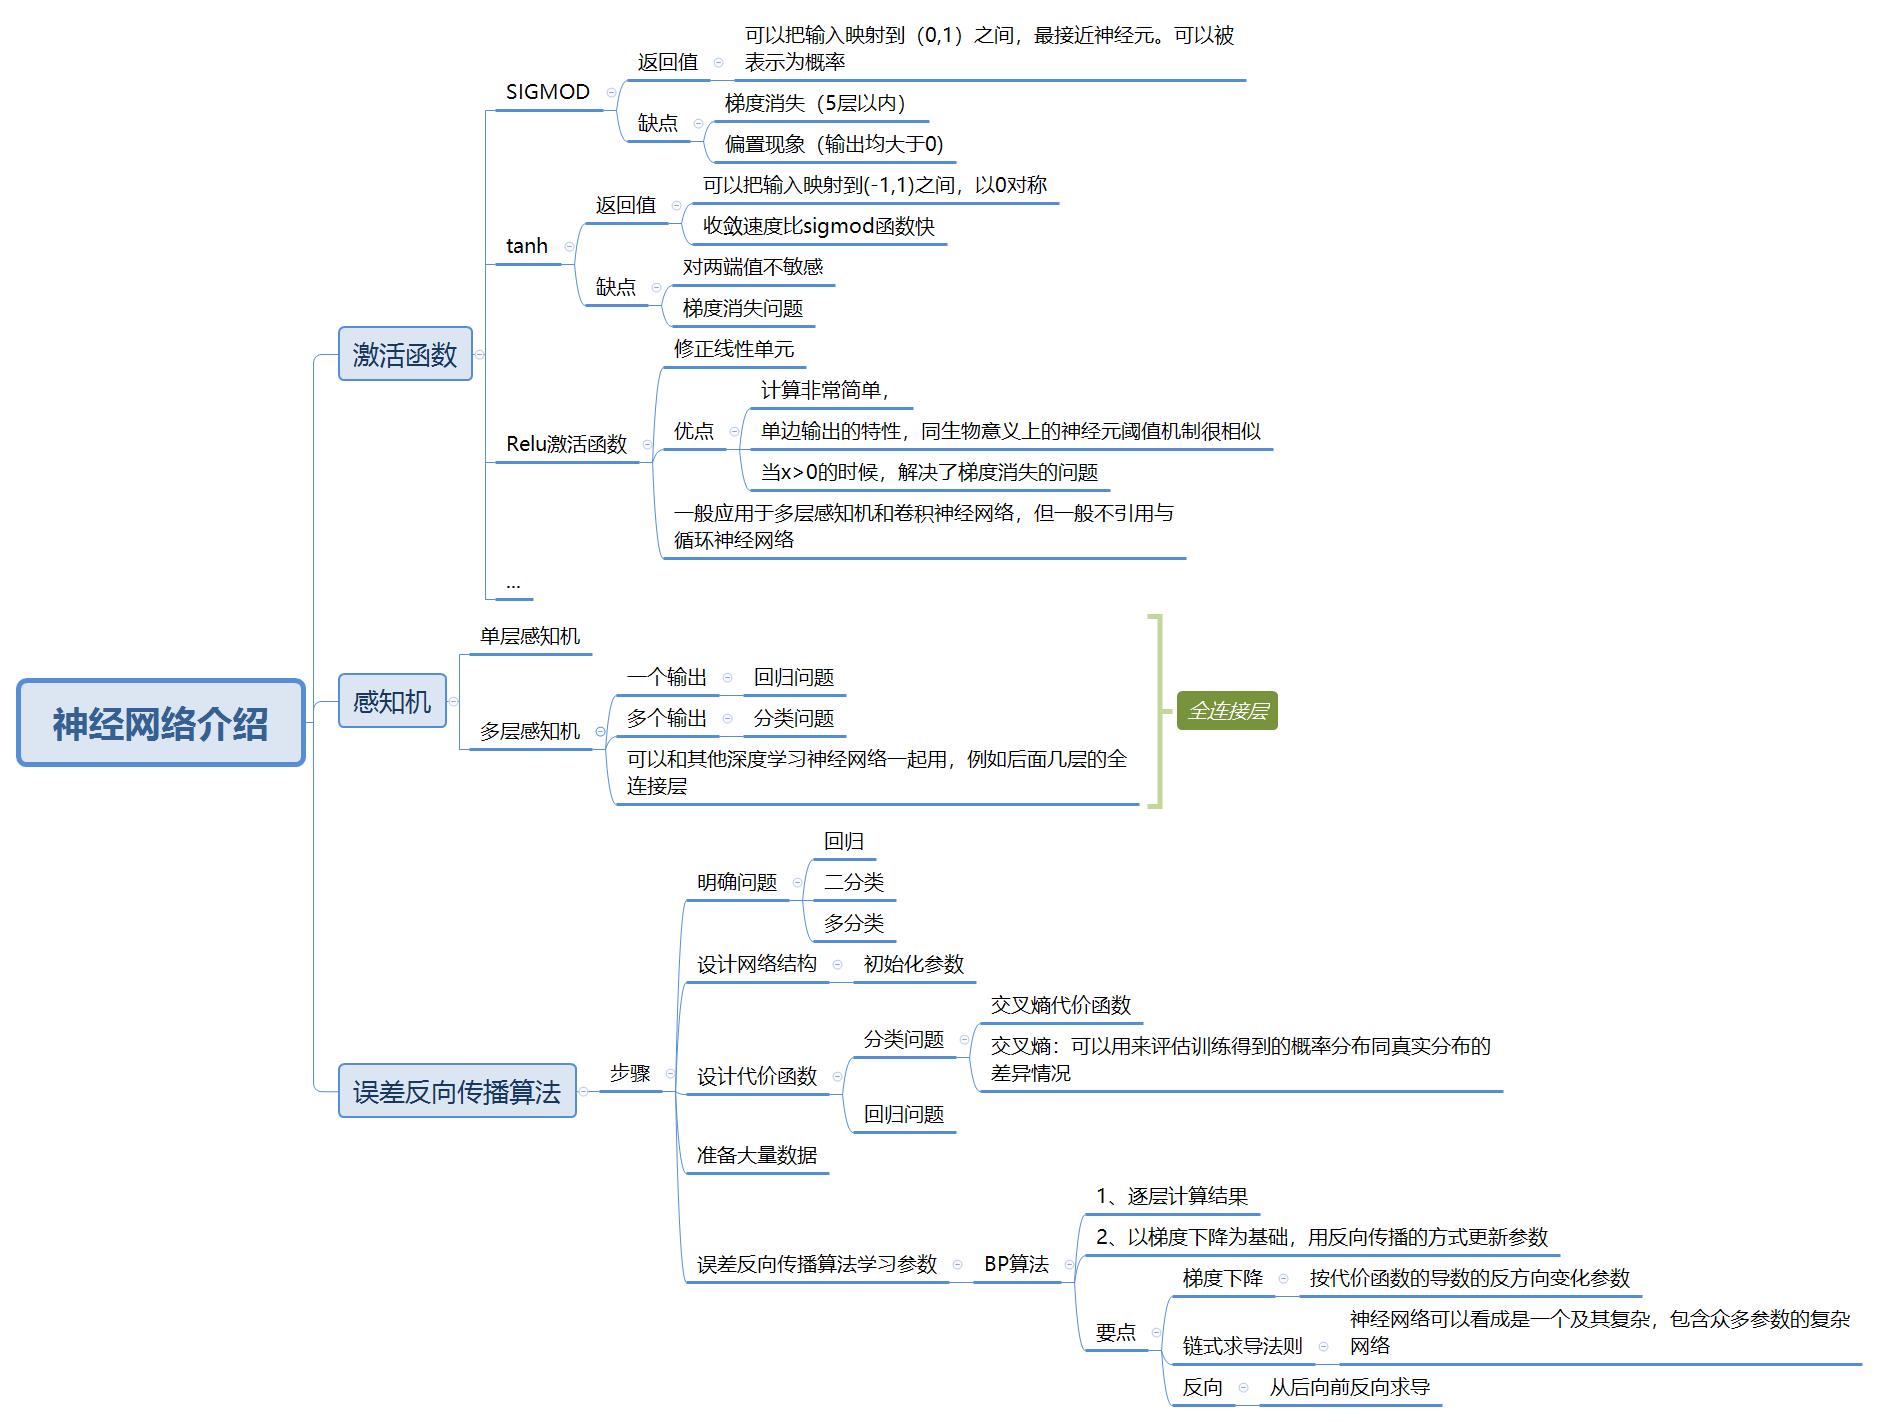 神经网络介绍
激活函数
SIGMOD
返回值
可以把输入映射到（0,1）之间，最接近神经元。可以被
表示为概率
缺点
梯度消失（5层以内）
偏置现象（输出均大于0)
tanh
返回值
可以把输入映射到(-1,1)之间，以0对称
收敛速度比sigmod函数快
缺点
对两端值不敏感
梯度消失问题
Relu激活函数
修正线性单元
优点
计算非常简单，
单边输出的特性，同生物意义上的神经元阈值机制很相似
当x>0的时候，解决了梯度消失的问题
一般应用于多层感知机和卷积神经网络，但一般不引用与
循环神经网络
...
感知机
单层感知机
多层感知机
一个输出
回归问题
多个输出
分类问题
可以和其他深度学习神经网络一起用，例如后面几层的全
连接层
全连接层
误差反向传播算法
步骤
明确问题
回归
二分类
多分类
设计网络结构
初始化参数
设计代价函数
分类问题
交叉熵代价函数
交叉熵：可以用来评估训练得到的概率分布同真实分布的
差异情况
回归问题
准备大量数据
误差反向传播算法学习参数
BP算法
1、逐层计算结果
2、以梯度下降为基础，用反向传播的方式更新参数
要点
梯度下降
按代价函数的导数的反方向变化参数
链式求导法则
神经网络可以看成是一个及其复杂，包含众多参数的复杂
网络
反向
从后向前反向求导